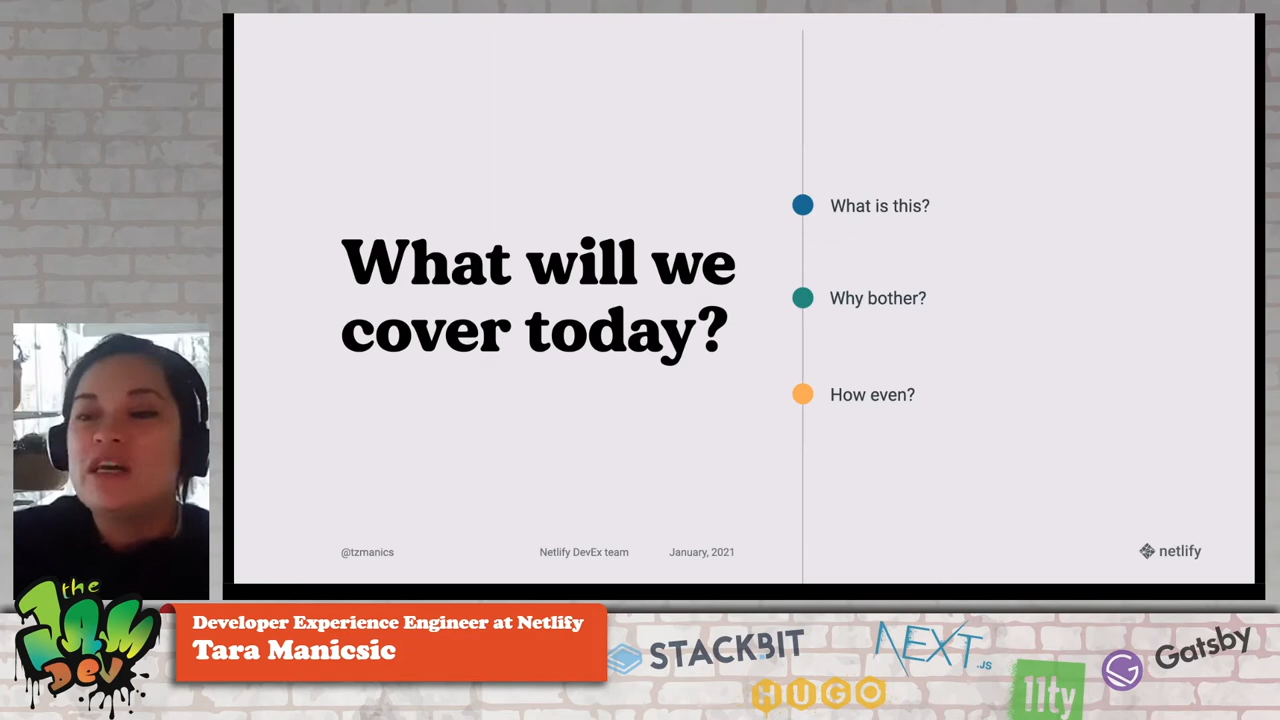 What will we
cover today?
What is this?
Why bother?
How even?
@tzmanics
Netlify DevEx team
January, 2021
netlify
the
JAM
DEV
Developer Experience Engineer at Netlify
Tara Manicsic
STACKBIT
NEXT.JS
Gatsby
HUGO
11ty